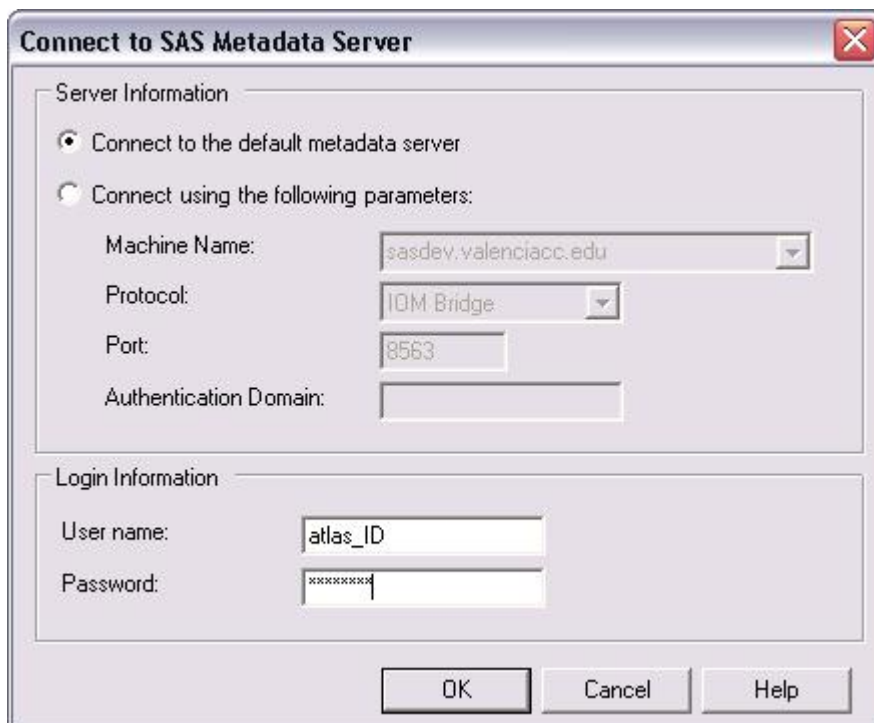 Connect to SAS Metadata Server
Server Information
Connect to the default metadata server
Connect using the following parameters:
Machine Name: sasdev.valenciacc.edu
Protocol: IOM Bridge
Port: 8563
Authentication Domain:
Login Information
User name: atlas_ID
Password: ********
OK Cancel Help